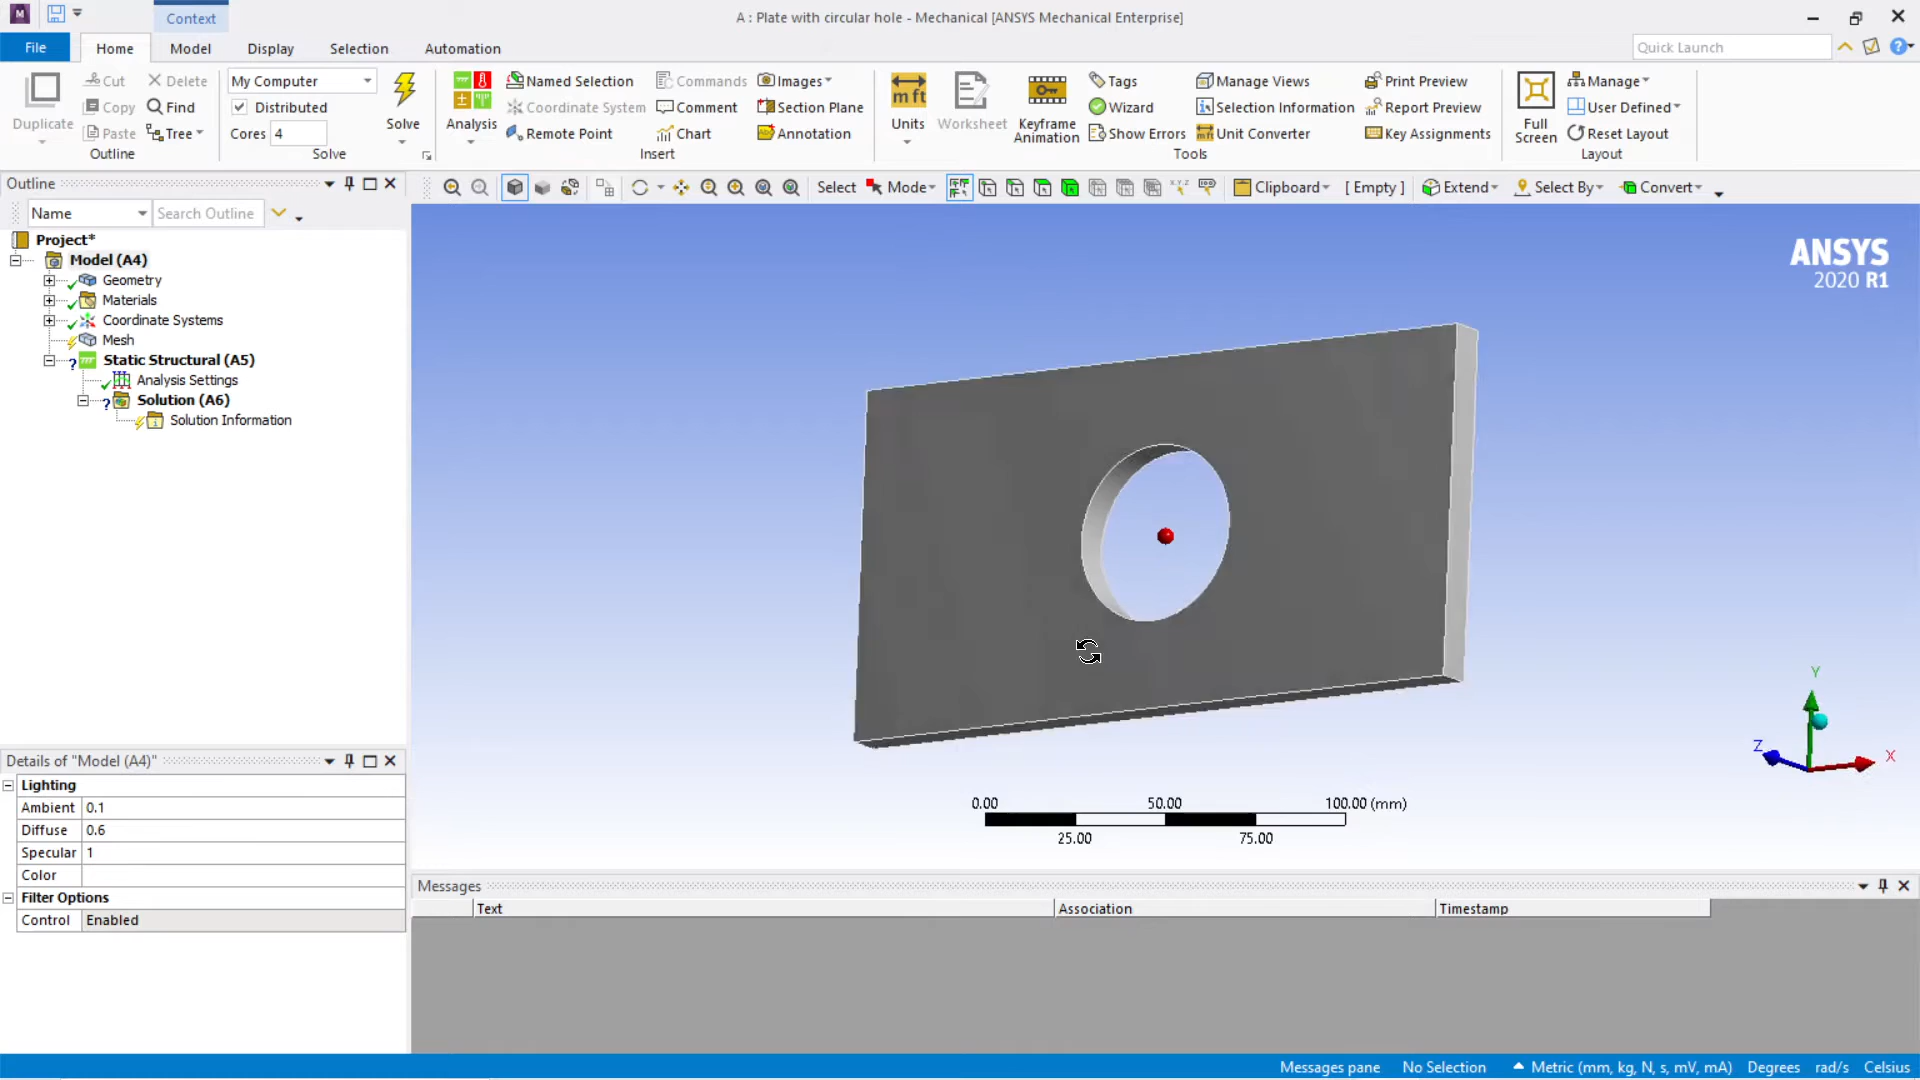 Context
A : Plate with circular hole - Mechanical [ANSYS Mechanical Enterprise]
File Home Model Display Selection Automation
Quick Launch
Duplicate
Cut Delete
Copy Find
Paste Tree
Outline
My Computer
Distributed
Cores 4
Solve
Solve
Analysis
Named Selection Commands Images
Coordinate System Comment Section Plane
Remote Point Chart Annotation
Insert
Units Worksheet Keyframe Animation
Tags Manage Views Print Preview
Wizard Selection Information Report Preview
Show Errors Unit Converter Key Assignments
Tools
Full Screen
Manage
User Defined
Reset Layout
Layout
Outline
Select Mode Clipboard [ Empty ] Extend Select By Convert
Name Search Outline
Project*
Model (A4)
Geometry
Materials
Coordinate Systems
Mesh
Static Structural (A5)
Analysis Settings
Solution (A6)
Solution Information
ANSYS
2020 R1
Y
Z
X
0.00 50.00 100.00 (mm)
25.00 75.00
Details of "Model (A4)"
Lighting
Ambient 0.1
Diffuse 0.6
Specular 1
Color
Filter Options
Control Enabled
Messages
Text Association Timestamp
Messages pane No Selection Metric (mm, kg, N, s, mV, mA) Degrees rad/s Celsius